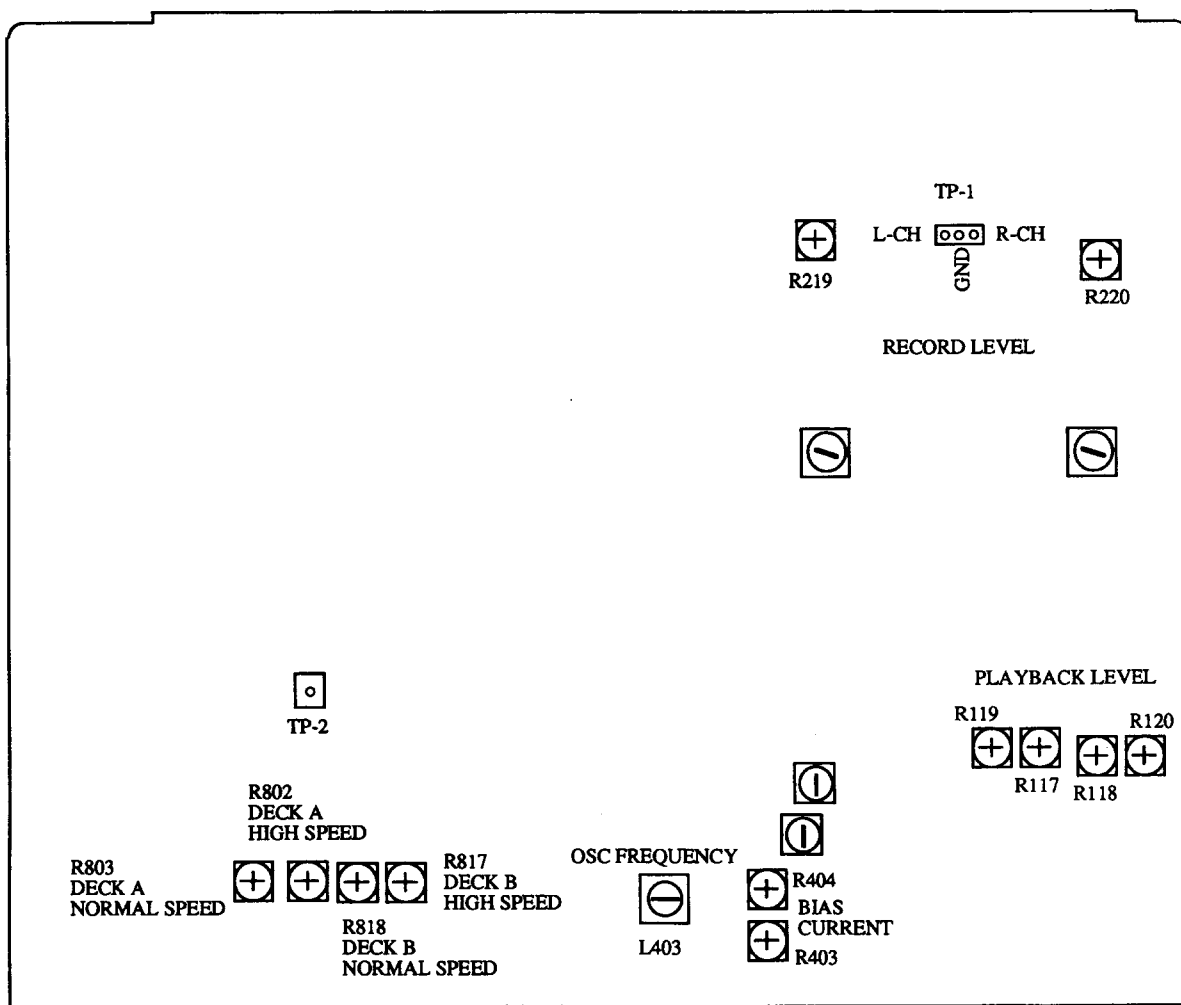 TP-1
L-CH
R-CH
GND
R219
R220
RECORD LEVEL
TP-2
PLAYBACK LEVEL
R119
R120
R117
R118
R802
DECK A
HIGH SPEED
R803
DECK A
NORMAL SPEED
R817
DECK B
HIGH SPEED
R818
DECK B
NORMAL SPEED
OSC FREQUENCY
L403
R404
BIAS
CURRENT
R403